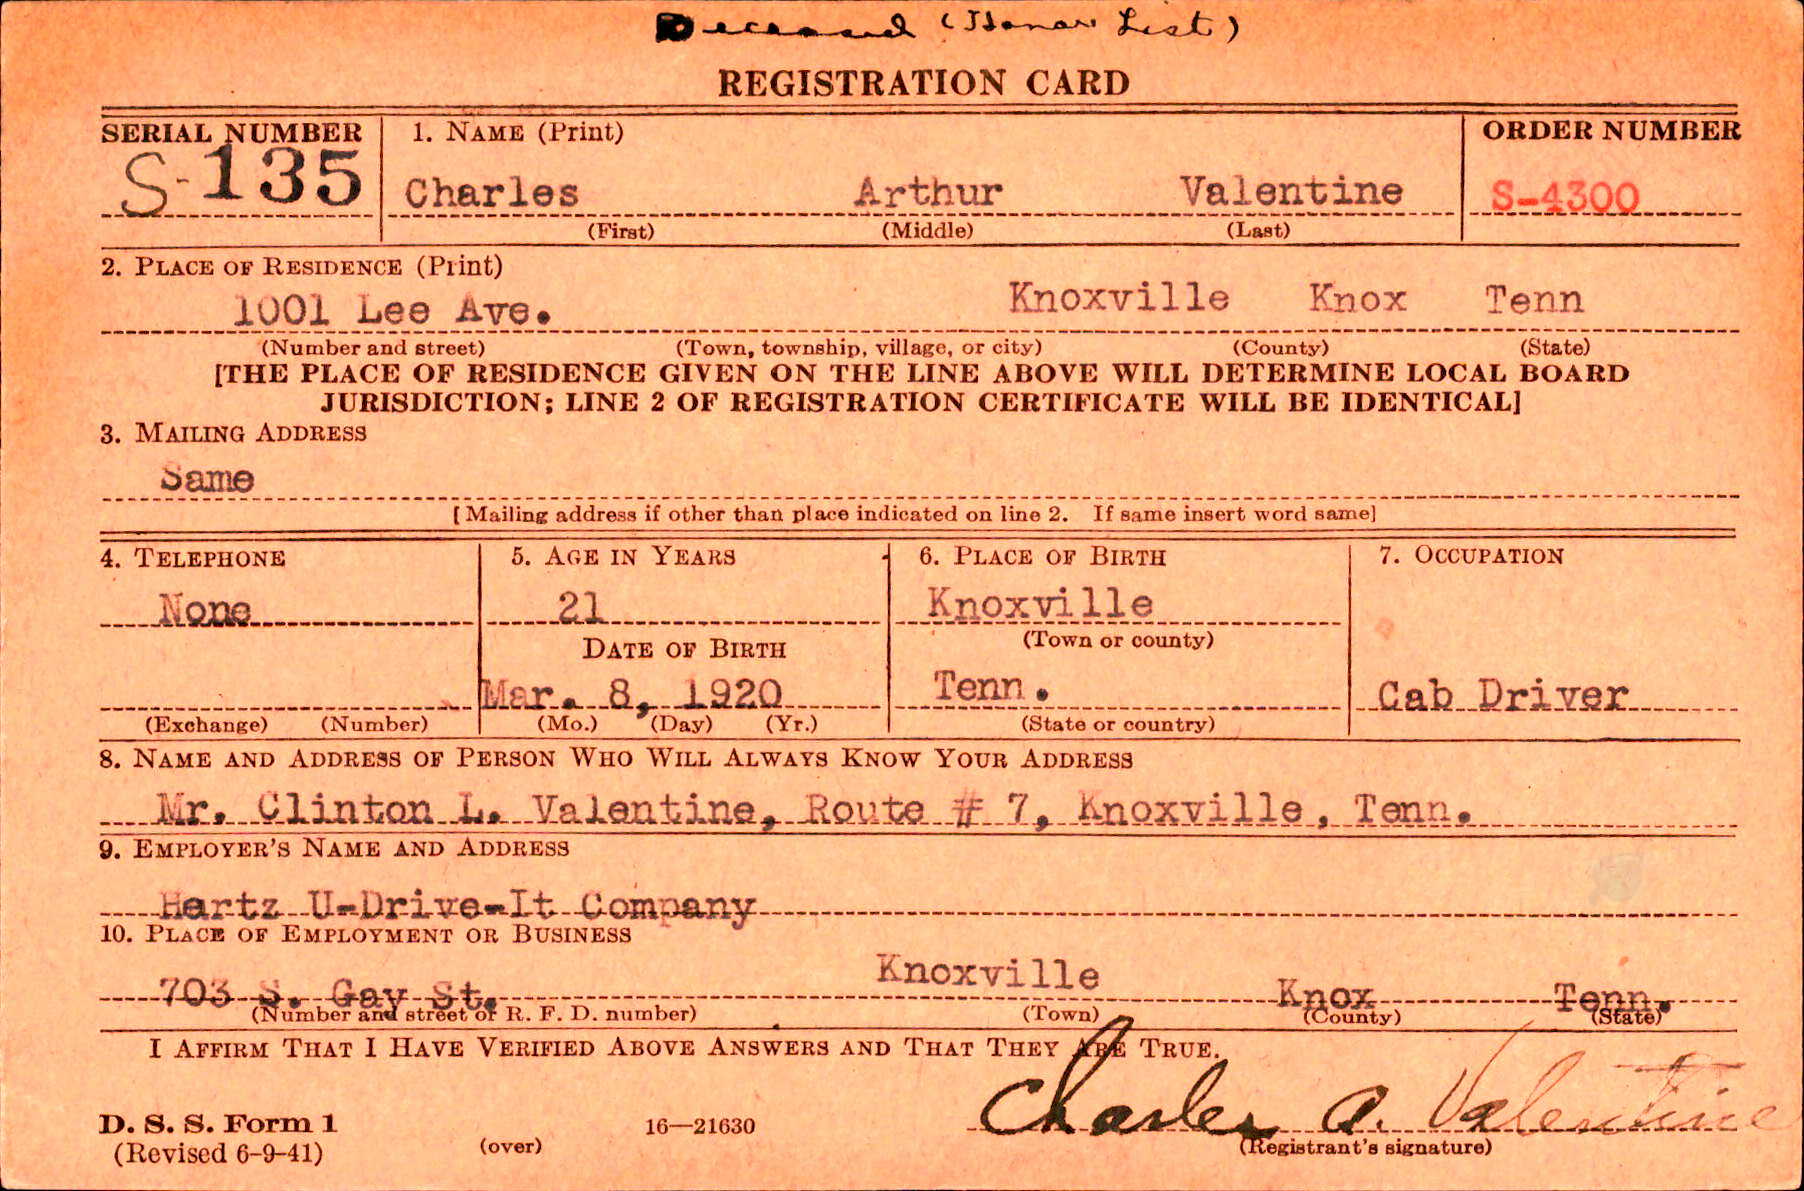 Deceased (Honor List)
REGISTRATION CARD
SERIAL NUMBER 1. NAME (Print) ORDER NUMBER
S-135 Charles Arthur Valentine S-4300
(First) (Middle) (Last)
2. PLACE OF RESIDENCE (Print)
1001 Lee Ave. Knoxville Knox Tenn
(Number and street) (Town, township, village, or city) (County) (State)
[THE PLACE OF RESIDENCE GIVEN ON THE LINE ABOVE WILL DETERMINE LOCAL BOARD
JURISDICTION; LINE 2 OF REGISTRATION CERTIFICATE WILL BE IDENTICAL]
3. MAILING ADDRESS
Same
[Mailing address if other than place indicated on line 2. If same insert word same]
4. TELEPHONE 5. AGE IN YEARS 6. PLACE OF BIRTH 7. OCCUPATION
None 21 Knoxville
DATE OF BIRTH (Town or county)
Mar. 8, 1920 Tenn. Cab Driver
(Exchange) (Number) (Mo.) (Day) (Yr.) (State or country)
8. NAME AND ADDRESS OF PERSON WHO WILL ALWAYS KNOW YOUR ADDRESS
Mr. Clinton L. Valentine, Route # 7, Knoxville, Tenn.
9. EMPLOYER'S NAME AND ADDRESS
Hartz U-Drive-It Company
10. PLACE OF EMPLOYMENT OR BUSINESS
703 S. Gay St. Knoxville Knox Tenn.
(Number and street or R. F. D. number) (Town) (County) (State)
I AFFIRM THAT I HAVE VERIFIED ABOVE ANSWERS AND THAT THEY ARE TRUE.
Charles A. Valentine
D. S. S. Form 1 16—21630
(Revised 6-9-41) (over) (Registrant's signature)